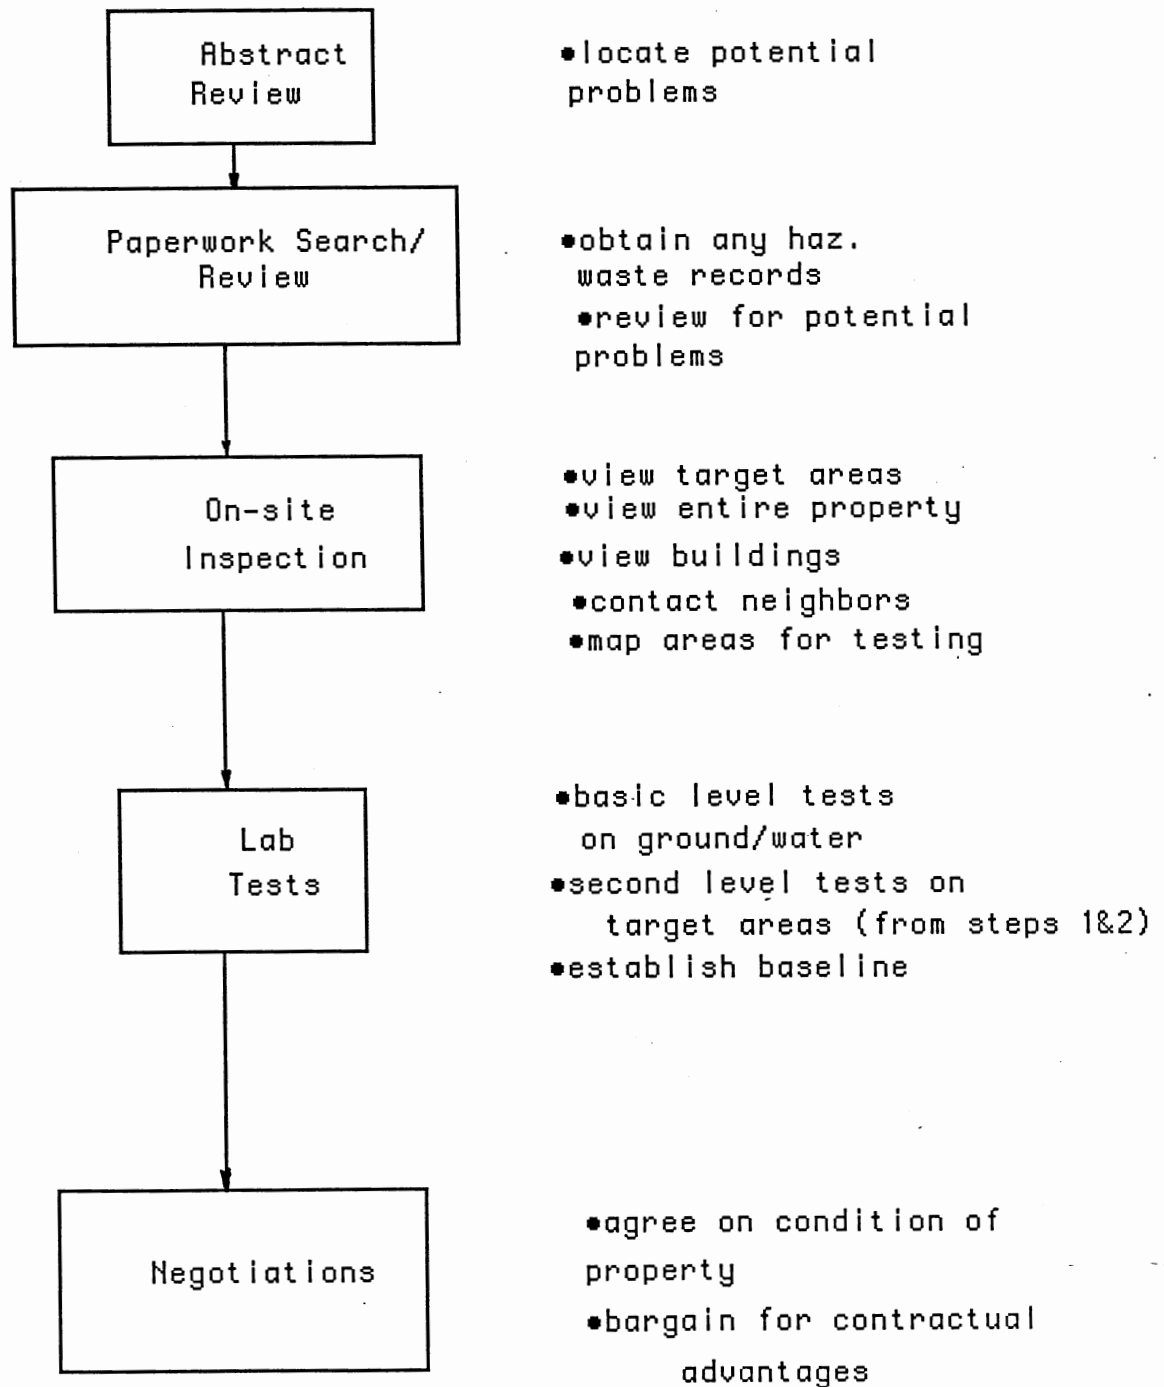 Abstract
Review
•locate potential
problems
Paperwork Search/
Review
•obtain any haz.
waste records
•review for potential
problems
On-site
Inspection
•view target areas
•view entire property
•view buildings
•contact neighbors
•map areas for testing
Lab
Tests
•basic level tests
on ground/water
•second level tests on
target areas (from steps 1&2)
•establish baseline
Negotiations
•agree on condition of
property
•bargain for contractual
advantages